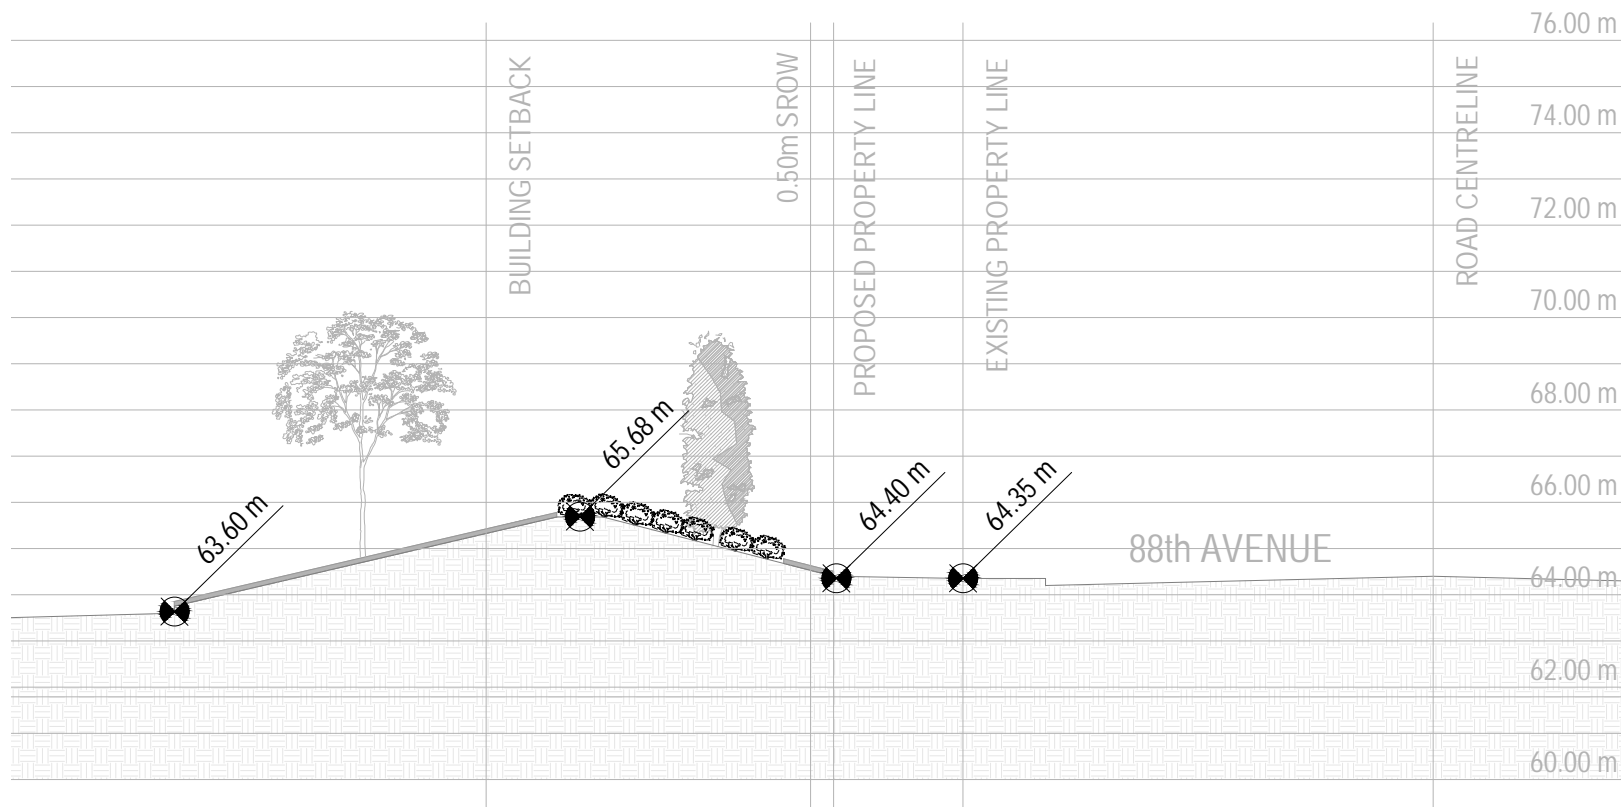 76.00 m
74.00 m
72.00 m
70.00 m
68.00 m
66.00 m
64.00 m
62.00 m
60.00 m
BUILDING SETBACK
0.50m SROW
PROPOSED PROPERTY LINE
EXISTING PROPERTY LINE
ROAD CENTRELINE
63.60 m
65.68 m
64.40 m
64.35 m
88th AVENUE